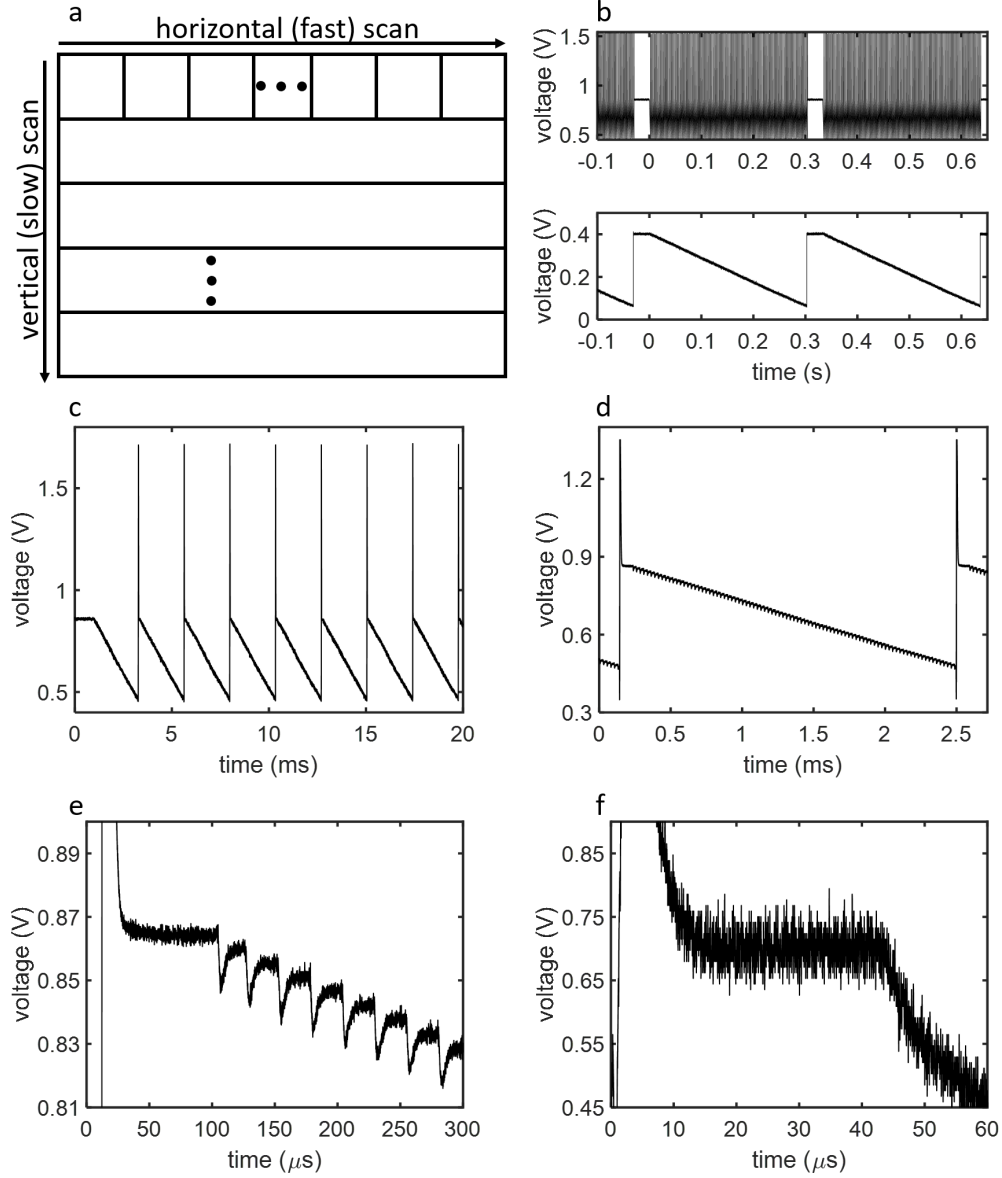 a
horizontal (fast) scan
vertical (slow) scan
b
voltage (V)
1.5
1
0.5
-0.1 0 0.1 0.2 0.3 0.4 0.5 0.6
voltage (V)
0.4
0.2
0
-0.1 0 0.1 0.2 0.3 0.4 0.5 0.6
time (s)
c
voltage (V)
1.5
1
0.5
0 5 10 15 20
time (ms)
d
voltage (V)
1.2
0.9
0.6
0.3
0 0.5 1 1.5 2 2.5
time (ms)
e
voltage (V)
0.89
0.87
0.85
0.83
0.81
0 50 100 150 200 250 300
time (μs)
f
voltage (V)
0.85
0.75
0.65
0.55
0.45
0 10 20 30 40 50 60
time (μs)